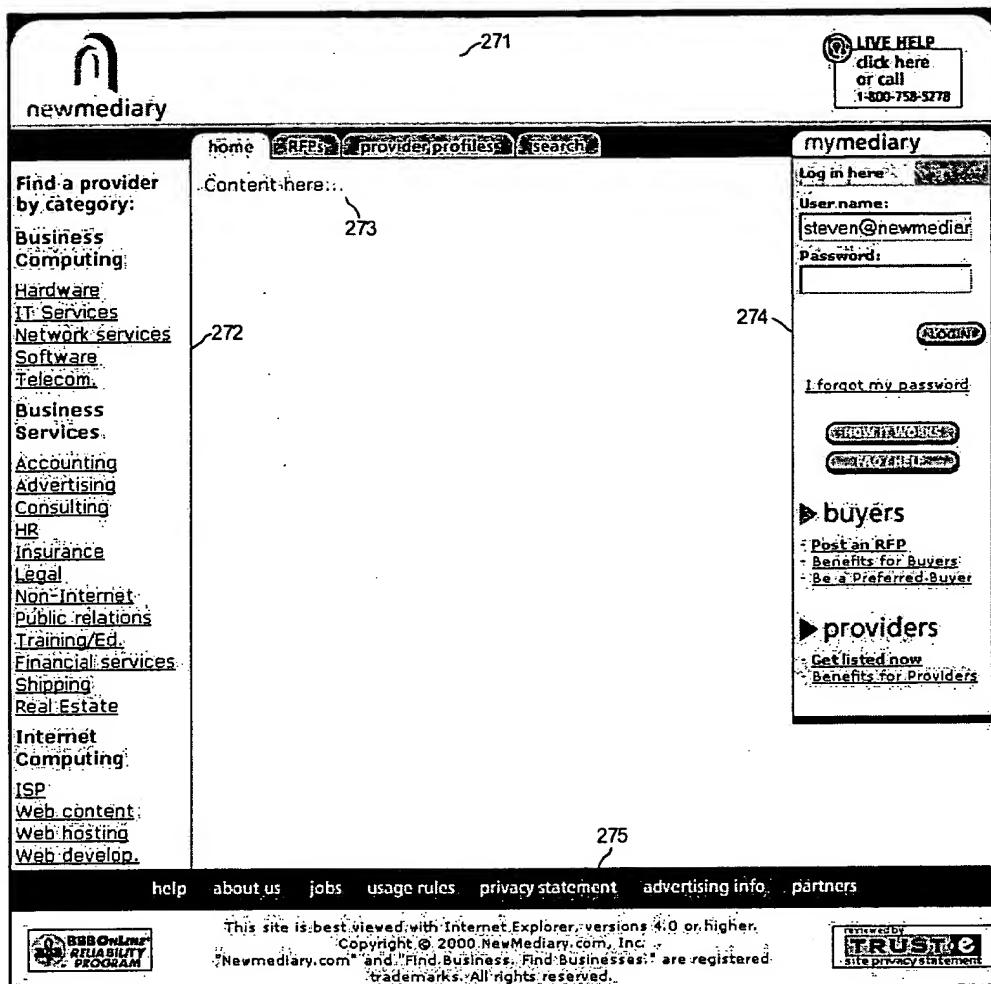 271
LIVE HELP
click here
or call
1-800-758-5278
newmediary
home RFPs provider profiles search
mymediary
Find a provider
by category:
Business
Computing
Hardware
IT Services
Network services
Software
Telecom.
Business
Services
Accounting
Advertising
Consulting
HR
Insurance
Legal
Non-Internet
Public relations
Training/Ed.
Financial services
Shipping
Real Estate
Internet
Computing
ISP
Web content
Web hosting
Web develop.
272
Content here...
273
274
Log in here
User name:
steven@newmediar
Password:
LOGIN
I forgot my password
HOW IT WORKS
FAQ / HELP
buyers
- Post an RFP
- Benefits for Buyers
- Be a Preferred Buyer
providers
- Get listed now
- Benefits for Providers
275
help about us jobs usage rules privacy statement advertising info partners
BBBOnLine
RELIABILITY
PROGRAM
This site is best viewed with Internet Explorer, versions 4.0 or higher.
Copyright © 2000 NewMediary.com, Inc.
"Newmediary.com" and "Find Business. Find Businesses." are registered
trademarks. All rights reserved.
reviewed by
TRUSTe
site privacy statement